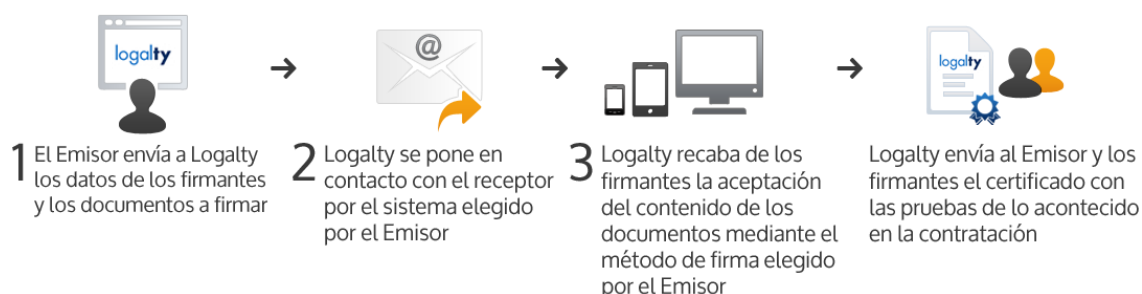 logalty
@
logalty
1 El Emisor envía a Logalty
los datos de los firmantes
y los documentos a firmar
2 Logalty se pone en
contacto con el receptor
por el sistema elegido
por el Emisor
3 Logalty recaba de los
firmantes la aceptación
del contenido de los
documentos mediante el
método de firma elegido
por el Emisor
Logalty envía al Emisor y los
firmantes el certificado con
las pruebas de lo acontecido
en la contratación